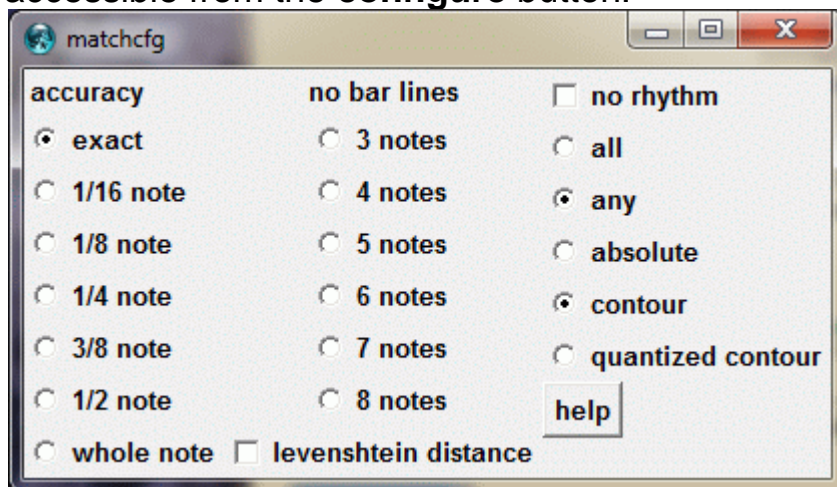 accessible from the configure button.
matchcfg
accuracy
exact
1/16 note
1/8 note
1/4 note
3/8 note
1/2 note
whole note
no bar lines
3 notes
4 notes
5 notes
6 notes
7 notes
8 notes
levenshtein distance
no rhythm
all
any
absolute
contour
quantized contour
help